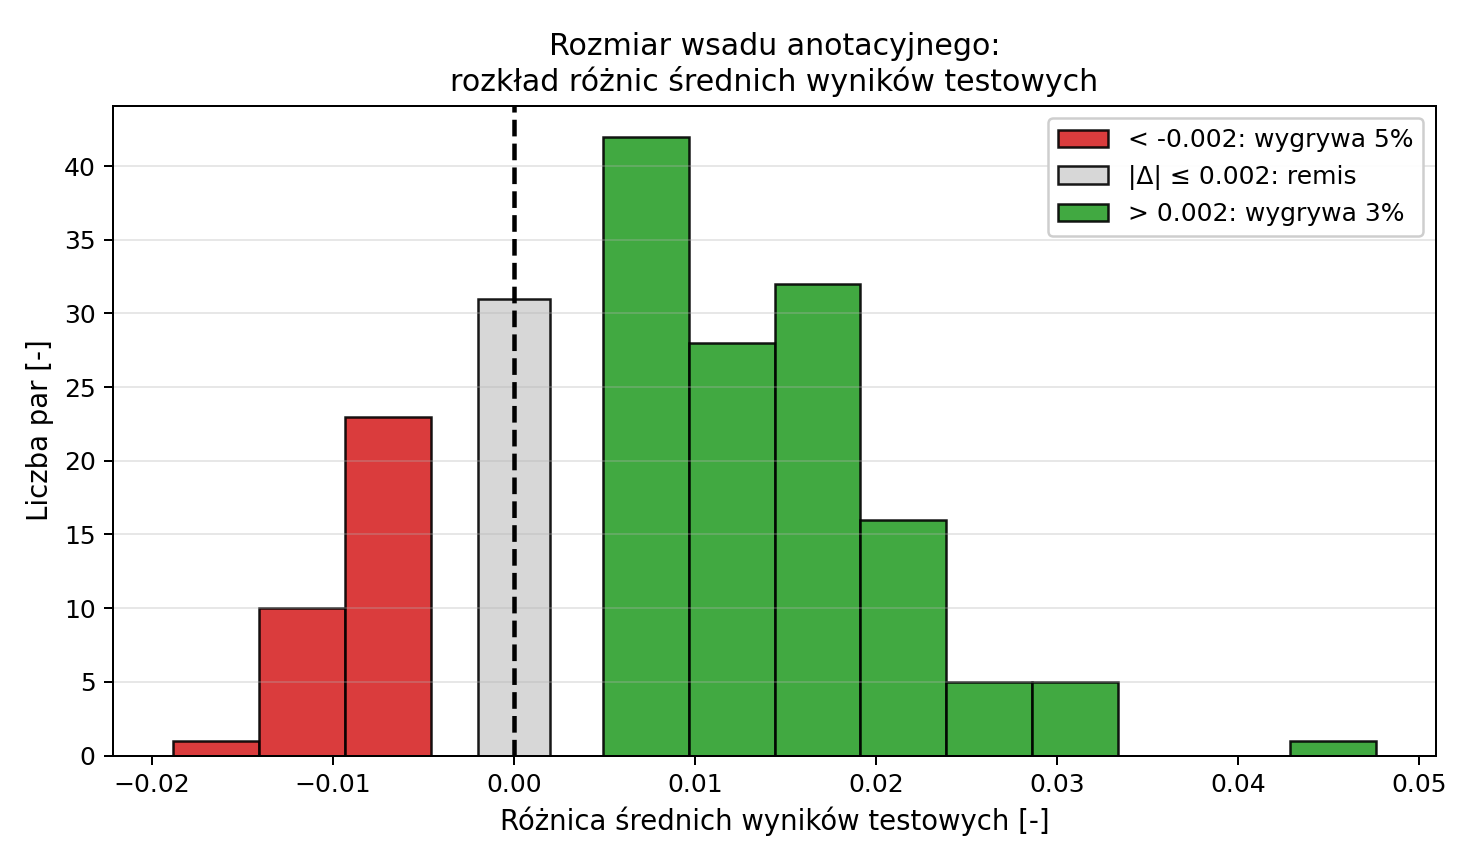 Rozmiar wsadu anotacyjnego:
rozkład różnic średnich wyników testowych
< -0.002: wygrywa 5%
|Δ| ≤ 0.002: remis
> 0.002: wygrywa 3%
Liczba par [-]
40
35
30
25
20
15
10
5
0
−0.02 −0.01 0.00 0.01 0.02 0.03 0.04 0.05
Różnica średnich wyników testowych [-]